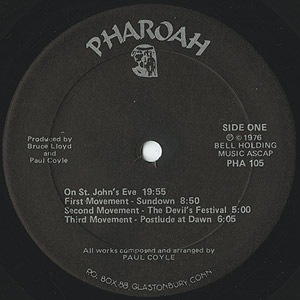 PHAROAH
Produced by
Bruce Lloyd
and
Paul Coyle
SIDE ONE
℗ © 1976
BELL HOLDING
MUSIC ASCAP
PHA 105
On St. John's Eve 19:55
First Movement - Sundown 8:50
Second Movement - The Devil's Festival 5:00
Third Movement - Postlude at Dawn 6:05
All works composed and arranged by
PAUL COYLE
P.O. BOX 88 GLASTONBURY, CONN